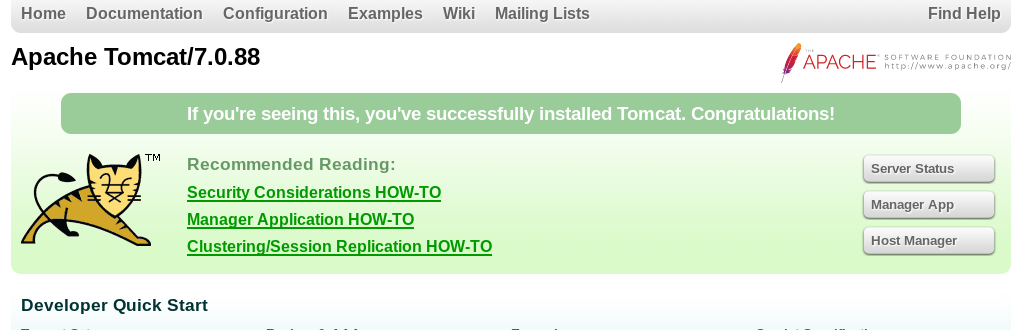 Home Documentation Configuration Examples Wiki Mailing Lists Find Help
Apache Tomcat/7.0.88
THE APACHE SOFTWARE FOUNDATION
http://www.apache.org/
If you're seeing this, you've successfully installed Tomcat. Congratulations!
TM
Recommended Reading:
Security Considerations HOW-TO
Manager Application HOW-TO
Clustering/Session Replication HOW-TO
Server Status
Manager App
Host Manager
Developer Quick Start